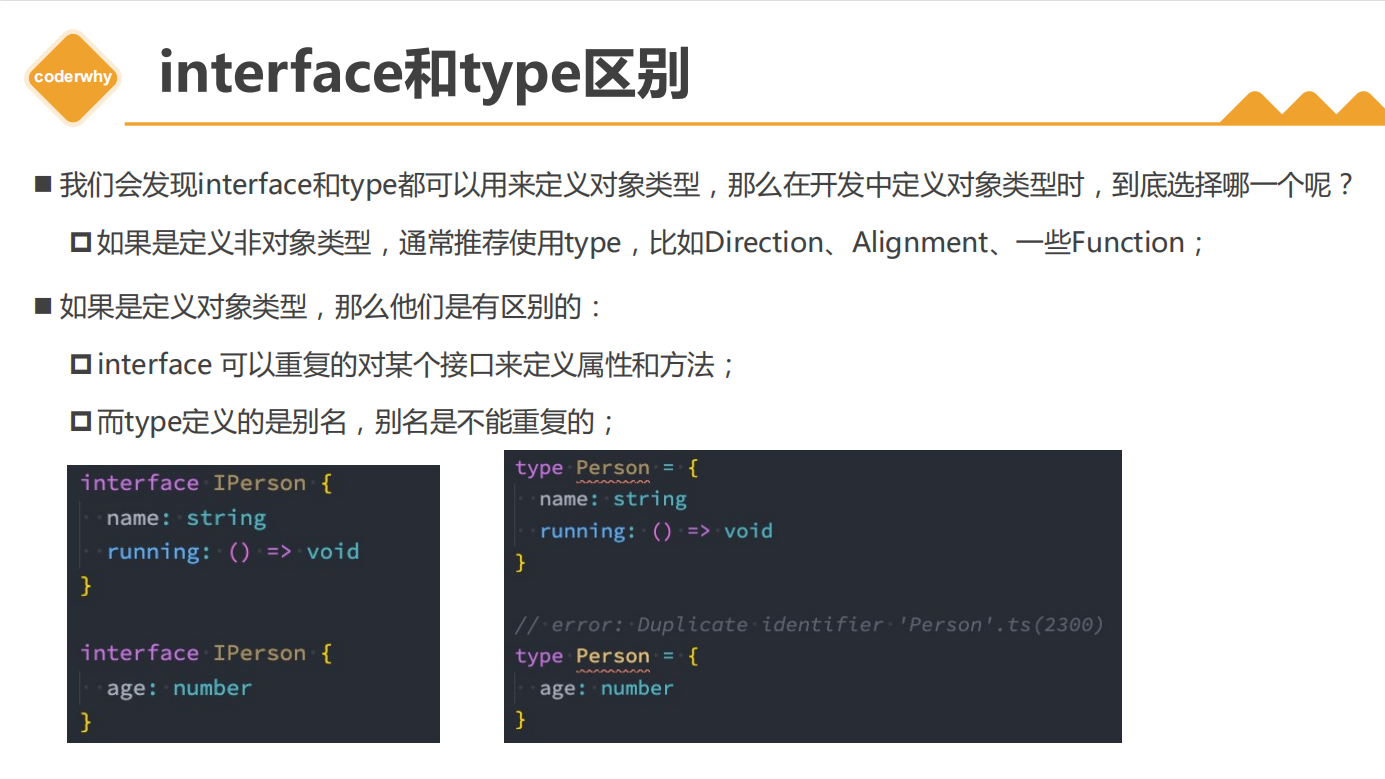 coderwhy
interface和type区别
我们会发现interface和type都可以用来定义对象类型，那么在开发中定义对象类型时，到底选择哪一个呢？
如果是定义非对象类型，通常推荐使用type，比如Direction、Alignment、一些Function；
如果是定义对象类型，那么他们是有区别的：
interface 可以重复的对某个接口来定义属性和方法；
而type定义的是别名，别名是不能重复的；
interface IPerson {
name: string
running: () => void
}
interface IPerson {
age: number
}
type Person = {
name: string
running: () => void
}
// error: Duplicate identifier 'Person'.ts(2300)
type Person = {
age: number
}